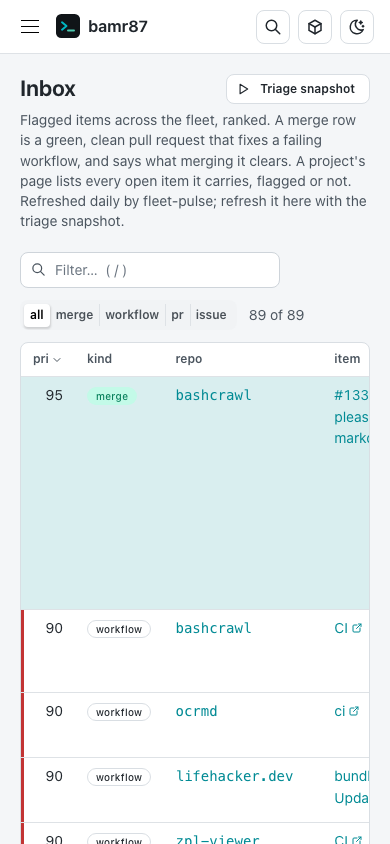 bamr87
Inbox
Triage snapshot
Flagged items across the fleet, ranked. A merge row
is a green, clean pull request that fixes a failing
workflow, and says what merging it clears. A project's
page lists every open item it carries, flagged or not.
Refreshed daily by fleet-pulse; refresh it here with the
triage snapshot.
Filter... ( / )
all merge workflow pr issue 89 of 89
pri kind repo item
95 merge bashcrawl #133
pleas
marko
90 workflow bashcrawl CI
90 workflow ocrmd ci
90 workflow lifehacker.dev bundl
Upda
90 workflow zpl-viewer CI